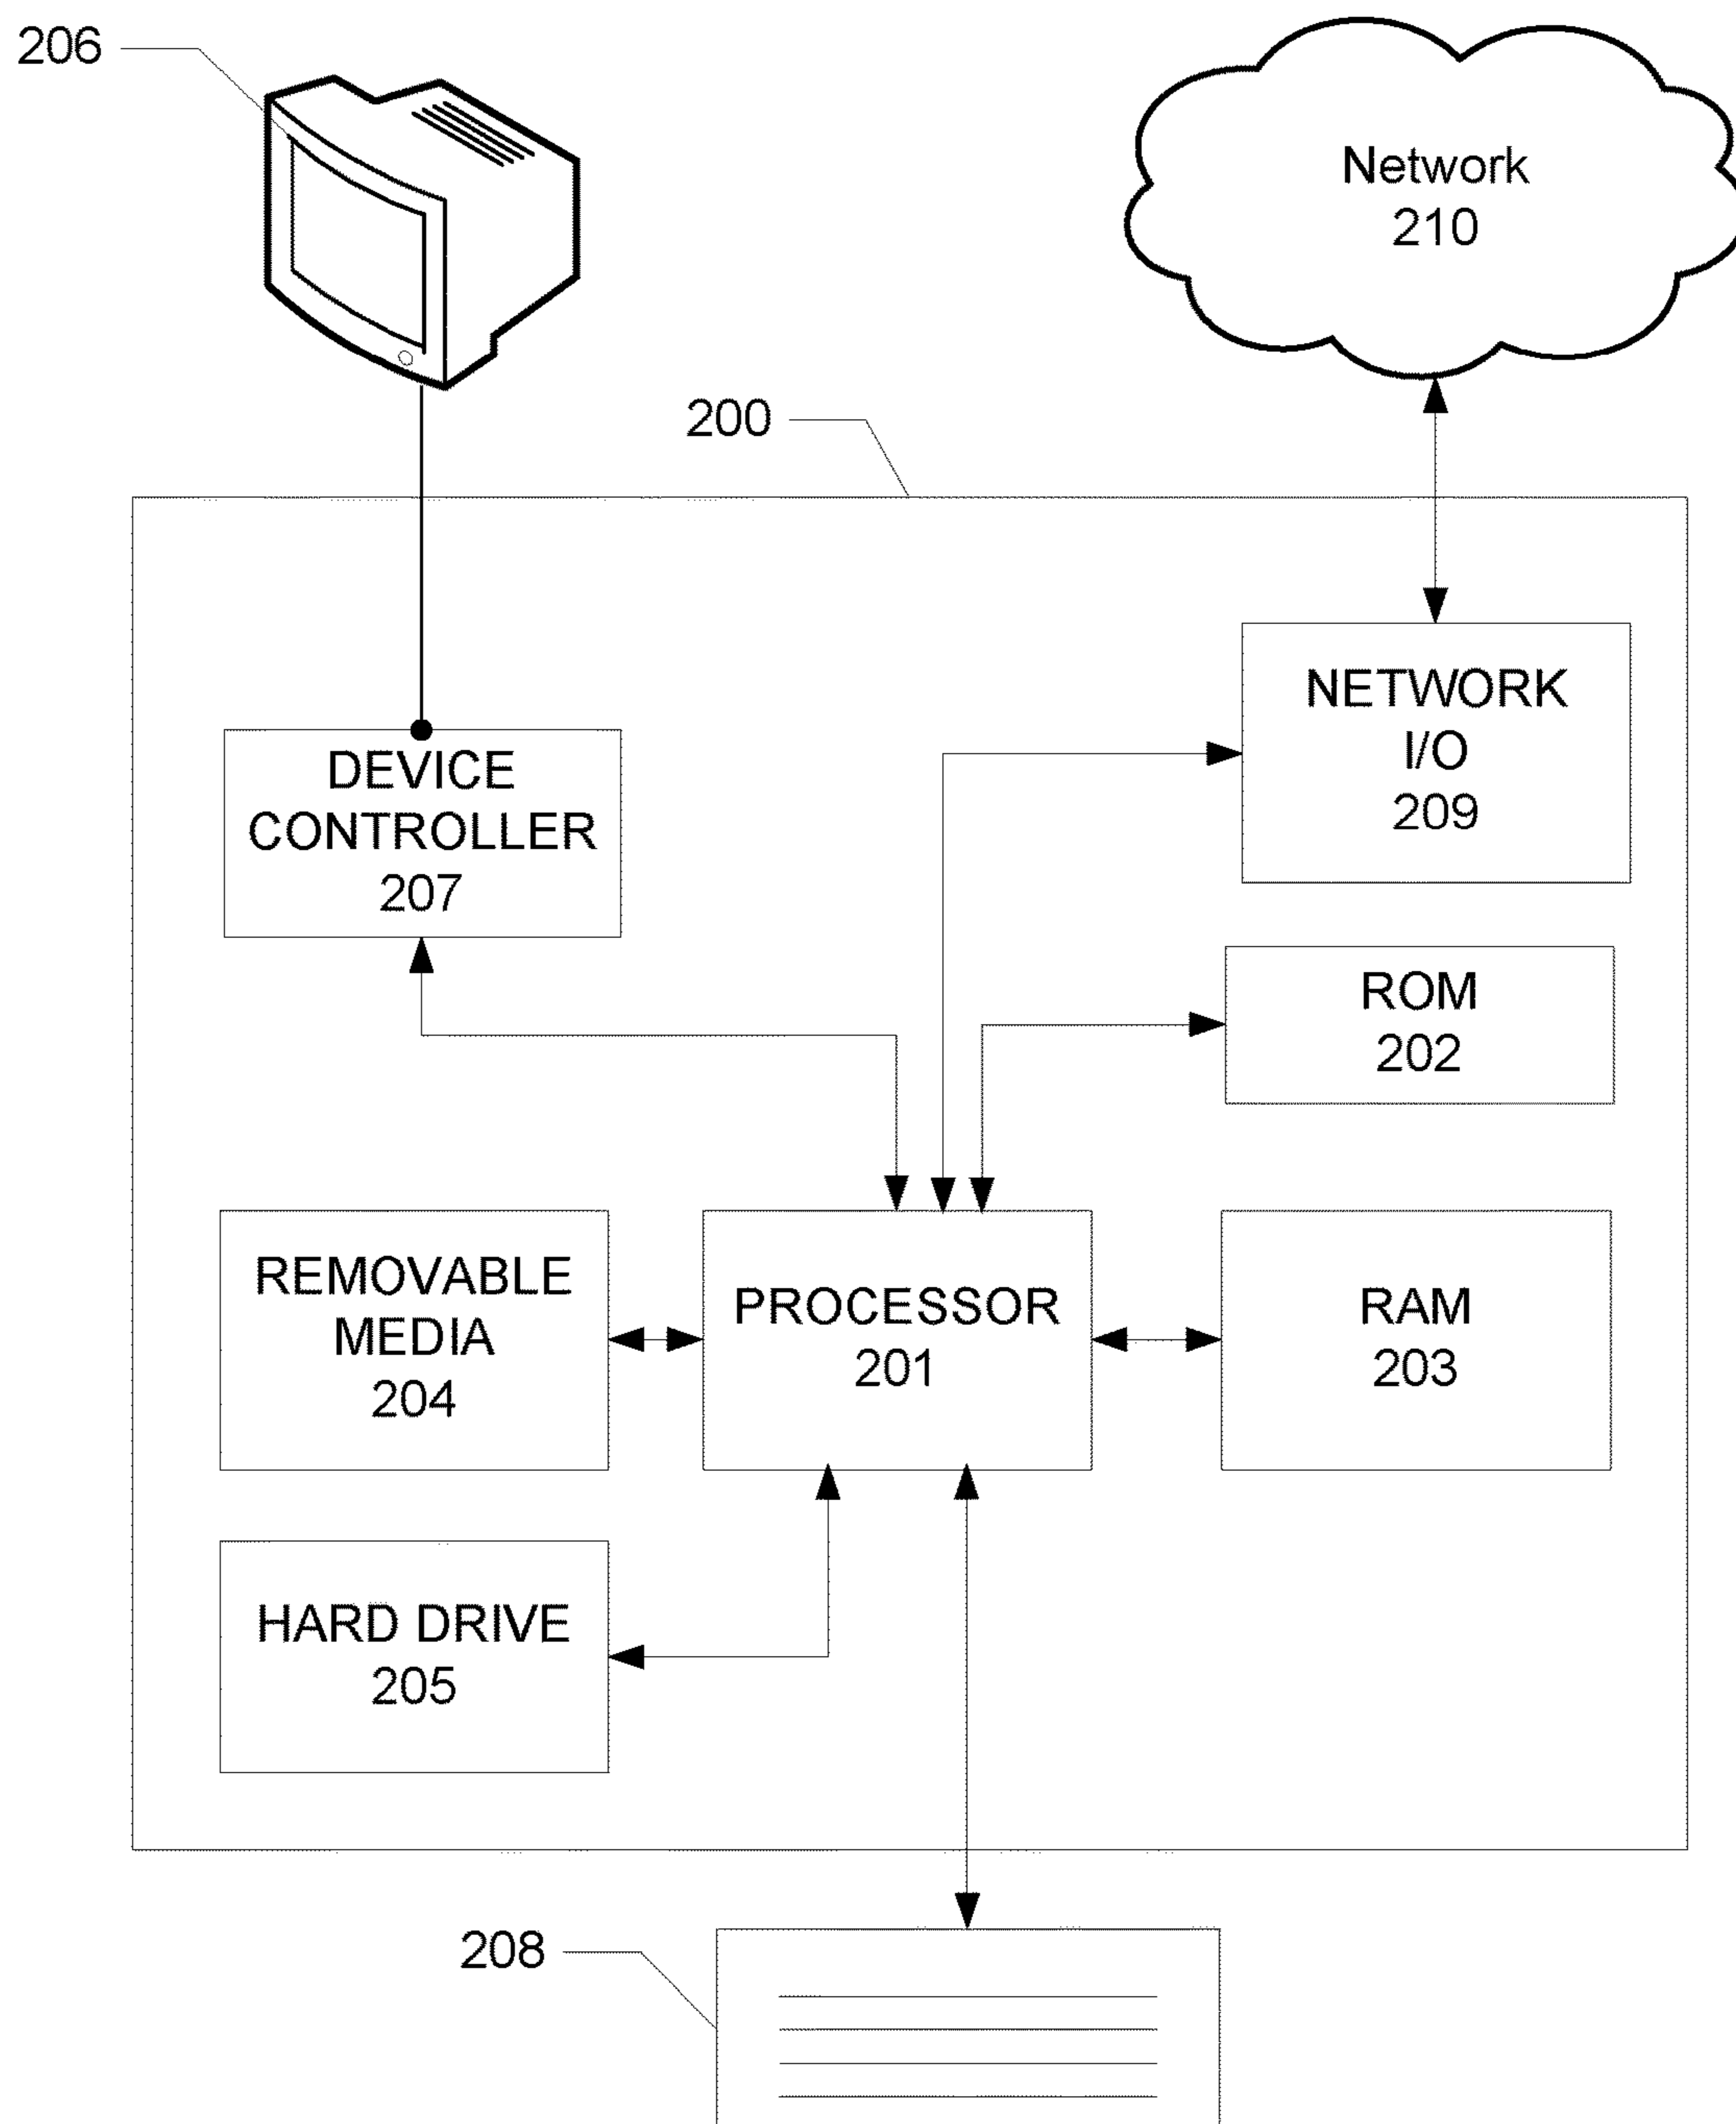 206
Network
210
200
NETWORK
I/O
209
DEVICE
CONTROLLER
207
ROM
202
REMOVABLE
MEDIA
204
PROCESSOR
201
RAM
203
HARD DRIVE
205
208